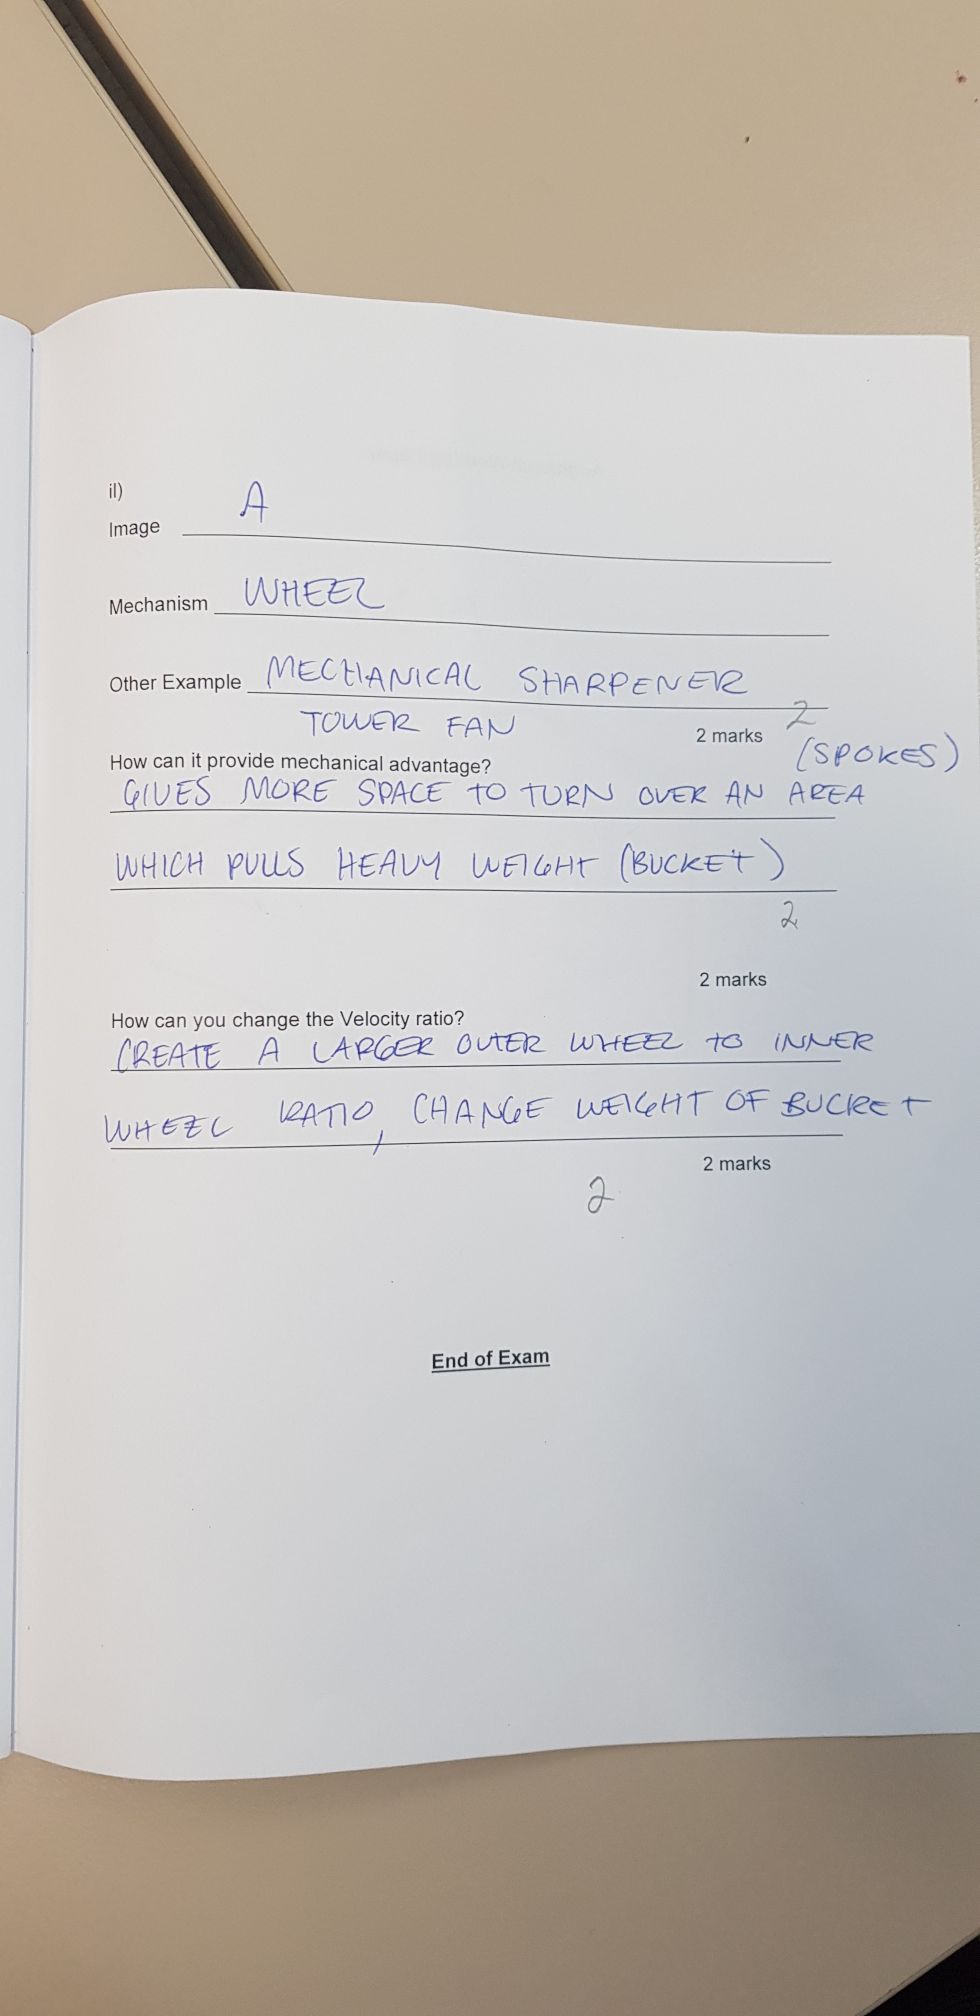 il)
Image A
Mechanism WHEEL
Other Example MECHANICAL SHARPENER
TOWER FAN
2 marks 2
(SPOKES)
How can it provide mechanical advantage?
GIVES MORE SPACE TO TURN OVER AN AREA
WHICH PULLS HEAVY WEIGHt (BUCKEt)
2
2 marks
How can you change the Velocity ratio?
CREATE A LARGER OUTER WHEEL to INNER
WHEEL RATIO, CHANGE WEIGHT OF BUCKEt
2 marks
2
End of Exam